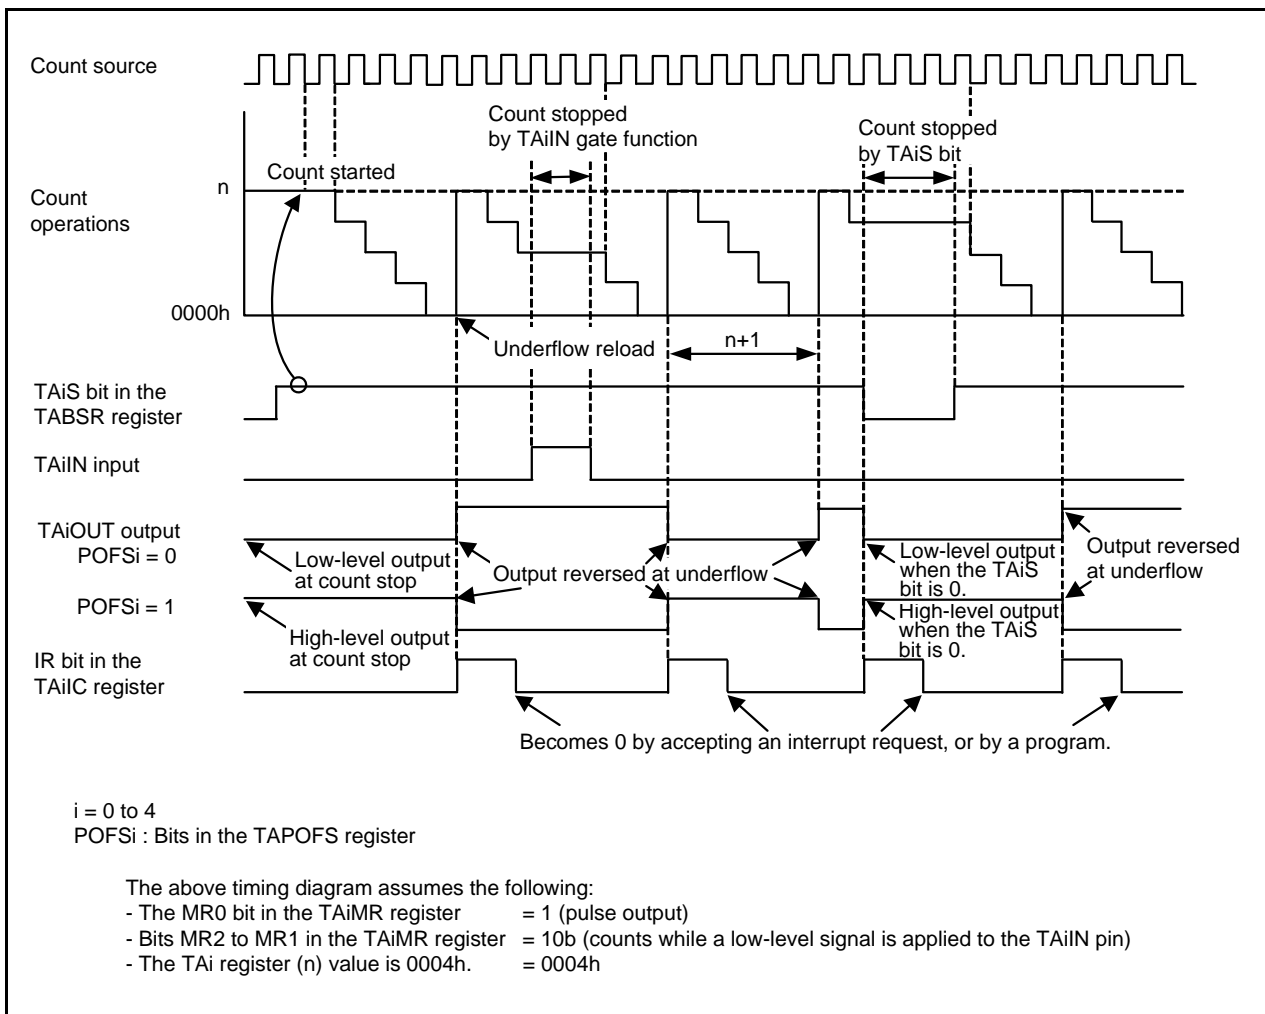 Count source
Count stopped
by TAiIN gate function
Count stopped
by TAiS bit
Count started
n
Count
operations
0000h
Underflow reload
n+1
TAiS bit in the
TABSR register
TAiIN input
TAiOUT output
POFSi = 0
Low-level output
at count stop
Output reversed at underflow
Low-level output
when the TAiS
bit is 0.
Output reversed
at underflow
POFSi = 1
High-level output
at count stop
High-level output
when the TAiS
bit is 0.
IR bit in the
TAiIC register
Becomes 0 by accepting an interrupt request, or by a program.
i = 0 to 4
POFSi : Bits in the TAPOFS register
The above timing diagram assumes the following:
- The MR0 bit in the TAiMR register = 1 (pulse output)
- Bits MR2 to MR1 in the TAiMR register = 10b (counts while a low-level signal is applied to the TAiIN pin)
- The TAi register (n) value is 0004h. = 0004h